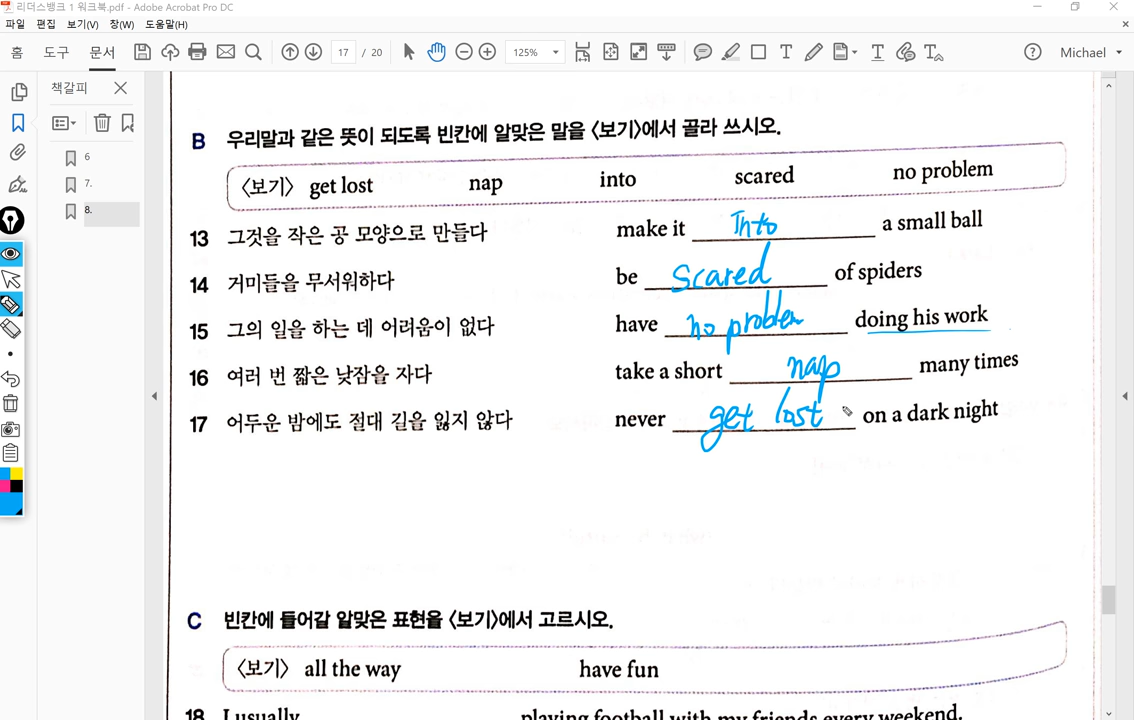 리더스뱅크 1 워크북.pdf - Adobe Acrobat Pro DC
파일 편집 보기(V) 창(W) 도움말(H)
홈 도구 문서 17 / 20 125% Michael
책갈피
6
7.
8.
B 우리말과 같은 뜻이 되도록 빈칸에 알맞은 말을 〈보기〉에서 골라 쓰시오.
〈보기〉 get lost nap into scared no problem
13 그것을 작은 공 모양으로 만들다 make it Into a small ball
14 거미들을 무서워하다 be scared of spiders
15 그의 일을 하는 데 어려움이 없다 have no problem doing his work
16 여러 번 짧은 낮잠을 자다 take a short nap many times
17 어두운 밤에도 절대 길을 잃지 않다 never get lost on a dark night
C 빈칸에 들어갈 알맞은 표현을 〈보기〉에서 고르시오.
〈보기〉 all the way have fun
18 I usually playing football with my friends every weekend.